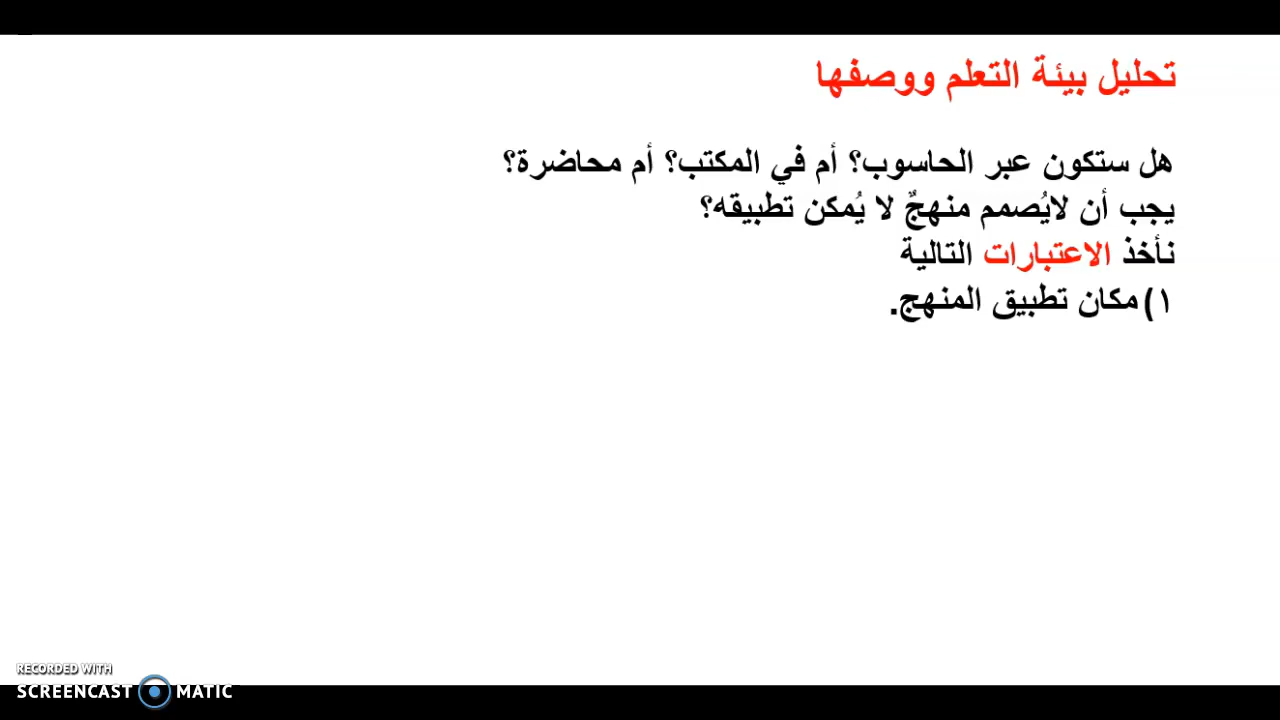 تحليل بيئة التعلم ووصفها
هل ستكون عبر الحاسوب؟ أم في المكتب؟ أم محاضرة؟
يجب أن لايُصمم منهجٌ لا يُمكن تطبيقه؟
نأخذ الاعتبارات التالية
١) مكان تطبيق المنهج.
RECORDED WITH
SCREENCAST MATIC